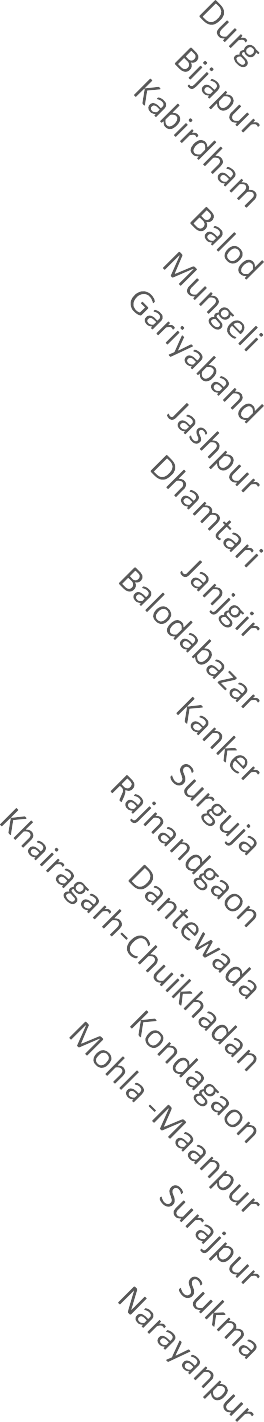 Durg
Bijapur
Kabirdham
Balod
Mungeli
Gariyaband
Jashpur
Dhamtari
Janjgir
Balodabazar
Kanker
Surguja
Rajnandgaon
Dantewada
Khairagarh-Chuikhadan
Kondagaon
Mohla -Maanpur
Surajpur
Sukma
Narayanpur